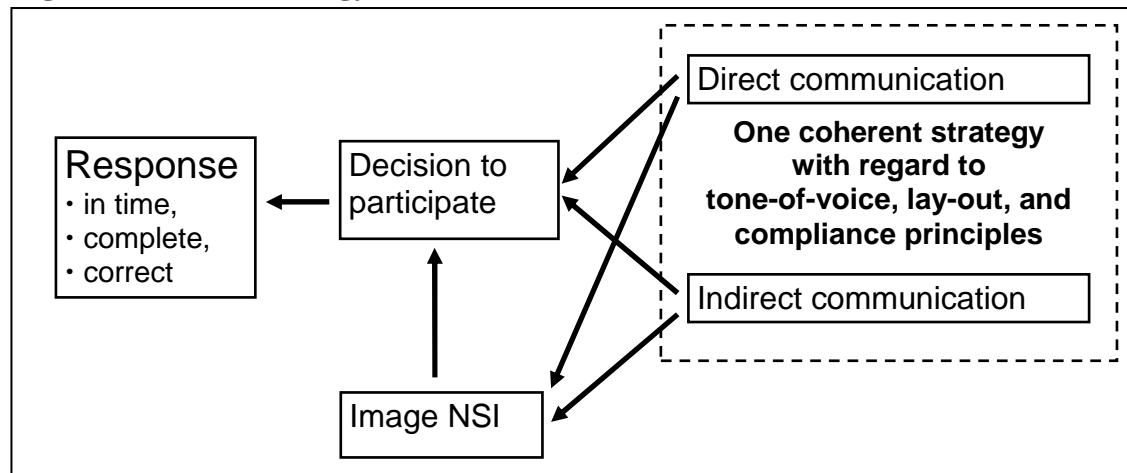 Response
· in time,
· complete,
· correct
Decision to
participate
Image NSI
Direct communication
One coherent strategy
with regard to
tone-of-voice, lay-out, and
compliance principles
Indirect communication